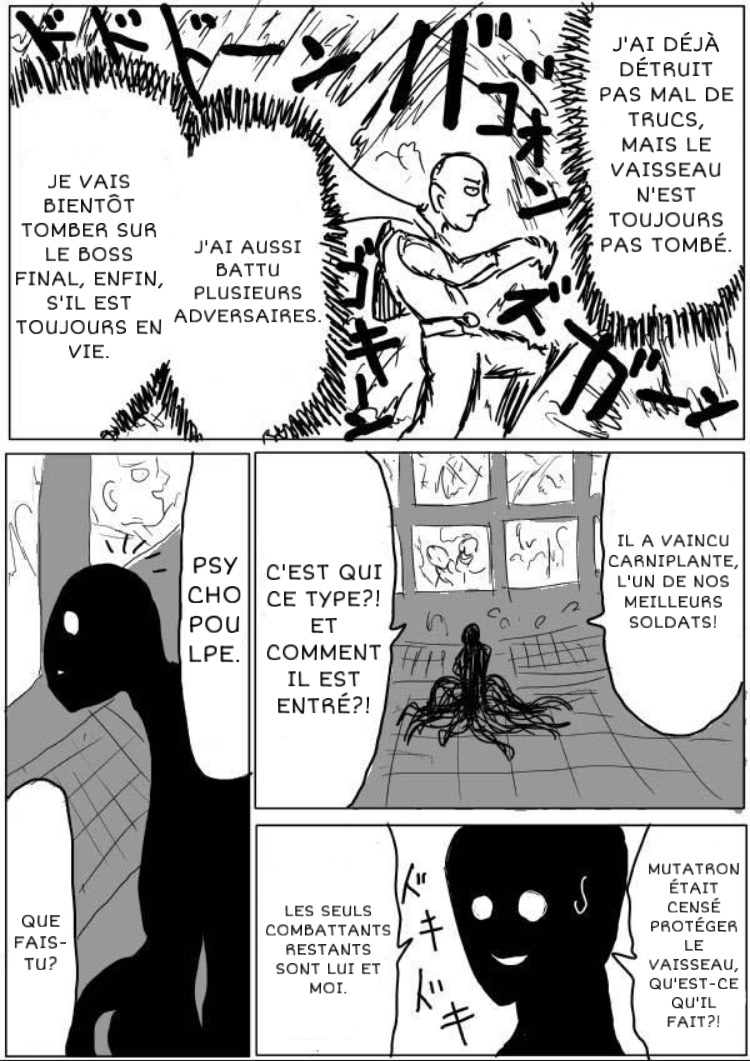 J'AI DÉJÀ
DÉTRUIT
PAS MAL DE
TRUCS,
MAIS LE
VAISSEAU
N'EST
TOUJOURS
PAS TOMBÉ.
J'AI AUSSI
BATTU
PLUSIEURS
ADVERSAIRES.
JE VAIS
BIENTÔT
TOMBER SUR
LE BOSS
FINAL, ENFIN,
S'IL EST
TOUJOURS EN
VIE.
ドドドーン
バゴオン
ズガーン
ゴキーン
IL A VAINCU
CARNIPLANTE,
L'UN DE NOS
MEILLEURS
SOLDATS!
C'EST QUI
CE TYPE?!
ET
COMMENT
IL EST
ENTRÉ?!
MUTATRON
ÉTAIT
CENSÉ
PROTÉGER
LE
VAISSEAU,
QU'EST-CE
QU'IL
FAIT?!
LES SEULS
COMBATTANTS
RESTANTS
SONT LUI ET
MOI.
ドキ
ドキ
PSY
CHO
POU
LPE.
QUE
FAIS-
TU?